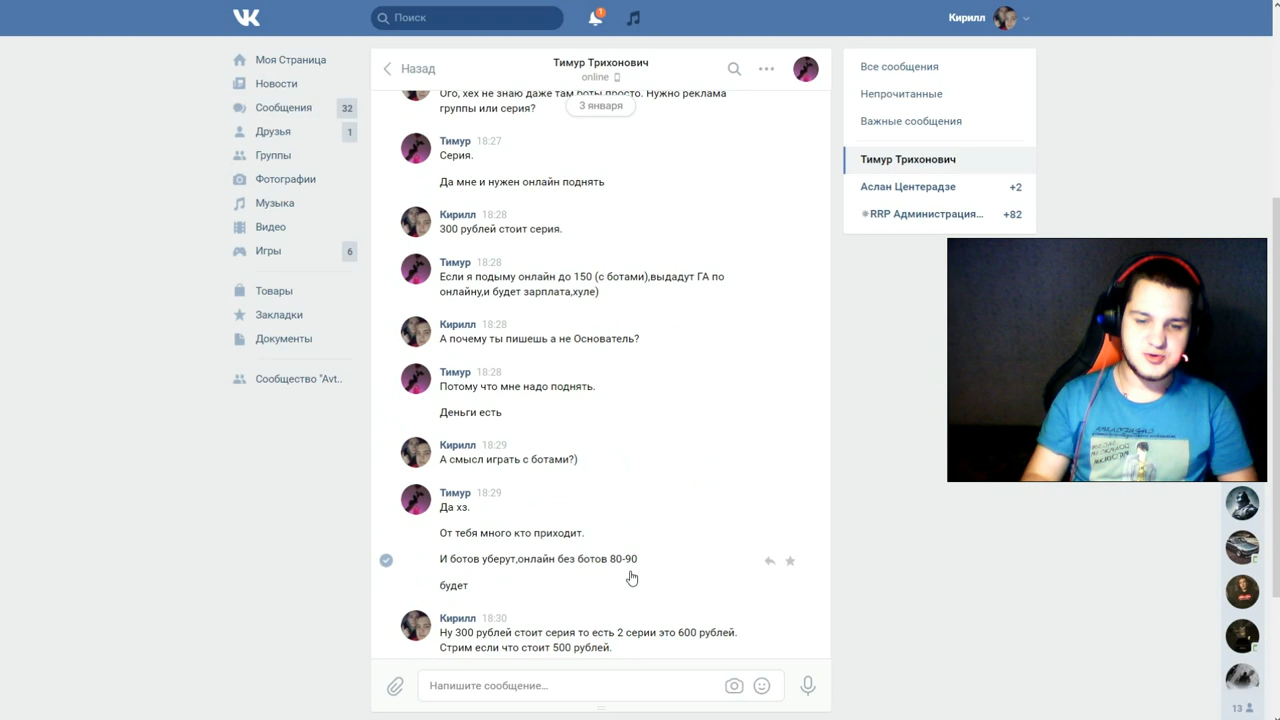 Поиск
1
Кирилл
Моя Страница
Новости
Сообщения 32
Друзья 1
Группы
Фотографии
Музыка
Видео
Игры 6
Товары
Закладки
Документы
Сообщество "Avt..
Назад
Тимур Трихонович
online
Ого, хех не знаю даже там боты просто. Нужно реклама
группы или серия?
3 января
Тимур 18:27
Серия.
Да мне и нужен онлайн поднять
Кирилл 18:28
300 рублей стоит серия.
Тимур 18:28
Если я подыму онлайн до 150 (с ботами),выдадут ГА по
онлайну,и будет зарплата,хуле)
Кирилл 18:28
А почему ты пишешь а не Основатель?
Тимур 18:28
Потому что мне надо поднять.
Деньги есть
Кирилл 18:29
А смысл играть с ботами?)
Тимур 18:29
Да хз.
От тебя много кто приходит.
И ботов уберут,онлайн без ботов 80-90
будет
Кирилл 18:30
Ну 300 рублей стоит серия то есть 2 серии это 600 рублей.
Стрим если что стоит 500 рублей.
Напишите сообщение...
Все сообщения
Непрочитанные
Важные сообщения
Тимур Трихонович
Аслан Центерадзе +2
RRP Администрация... +82
13